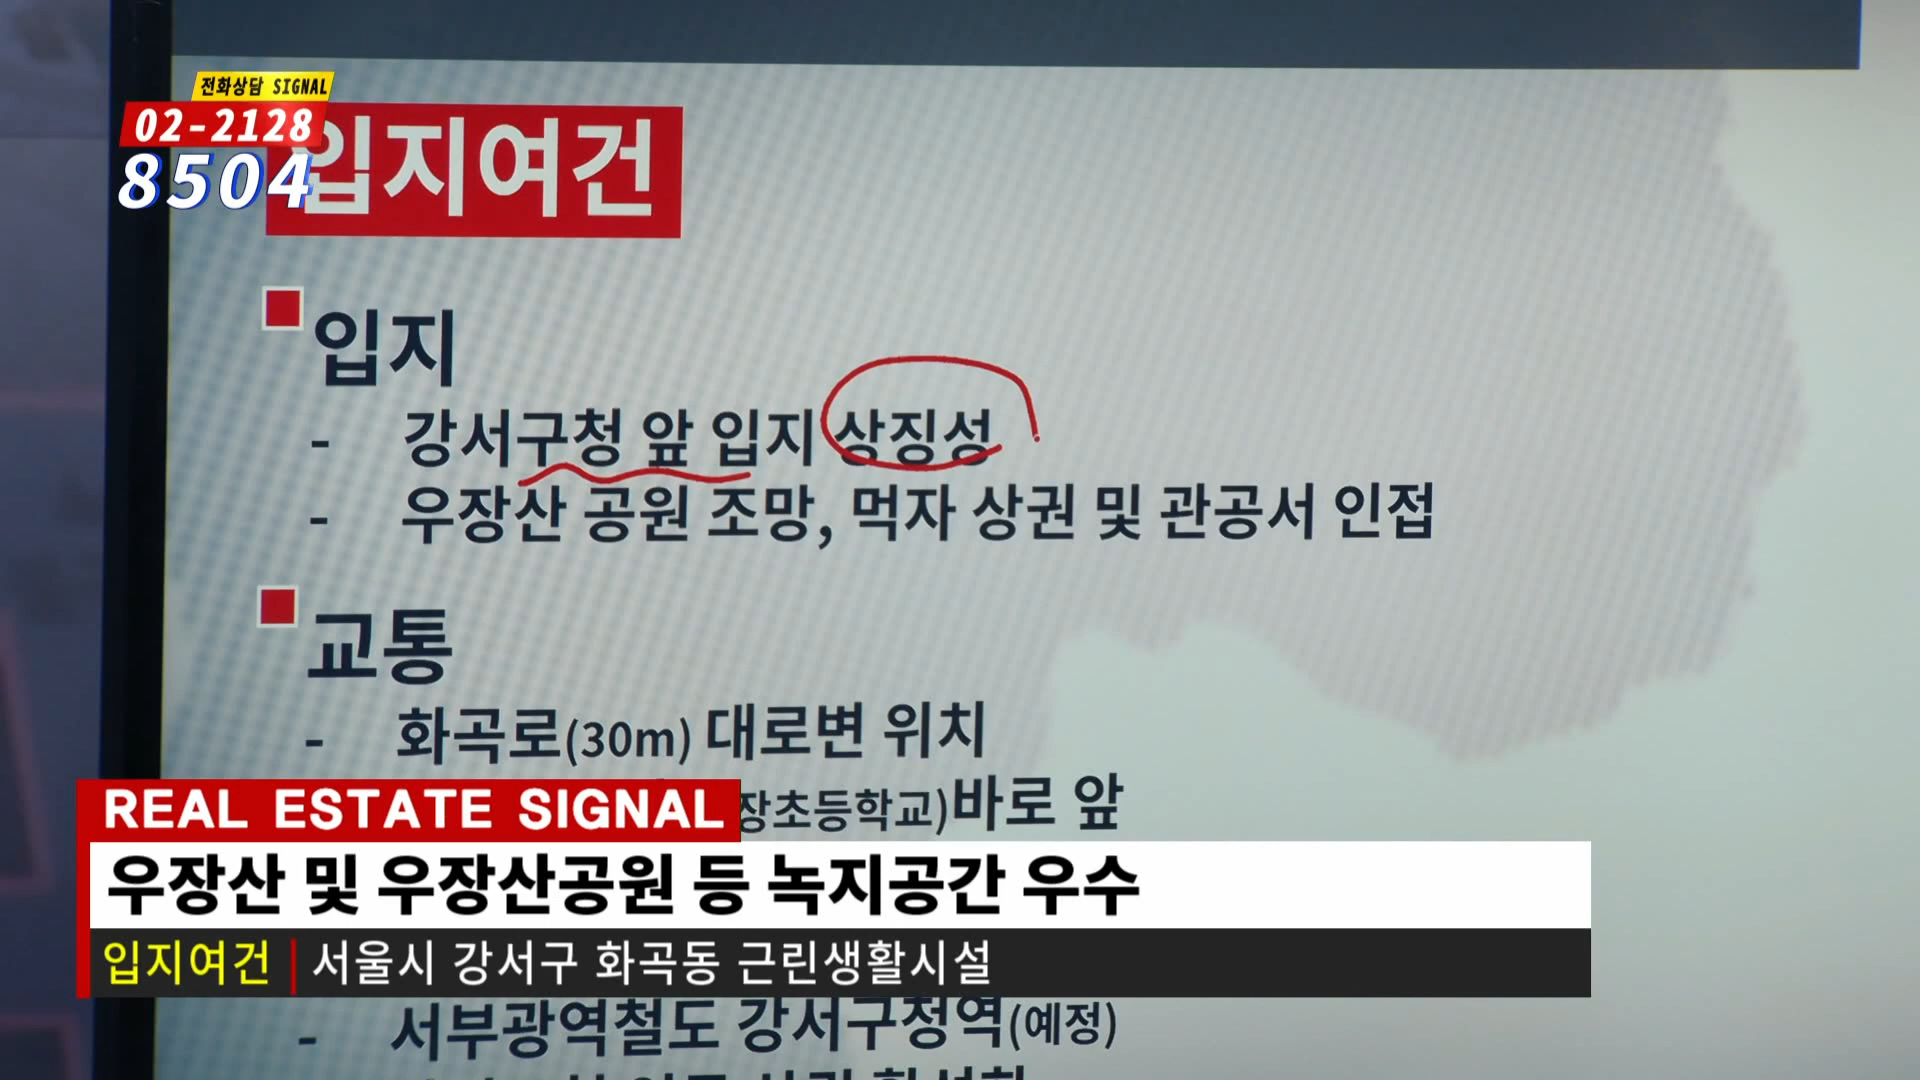 전화상담 SIGNAL
02-2128
8504
입지여건
입지
- 강서구청 앞 입지 상징성
- 우장산 공원 조망, 먹자 상권 및 관공서 인접
교통
- 화곡로(30m) 대로변 위치
장초등학교)바로 앞
REAL ESTATE SIGNAL
우장산 및 우장산공원 등 녹지공간 우수
입지여건 | 서울시 강서구 화곡동 근린생활시설
- 서부광역철도 강서구청역(예정)